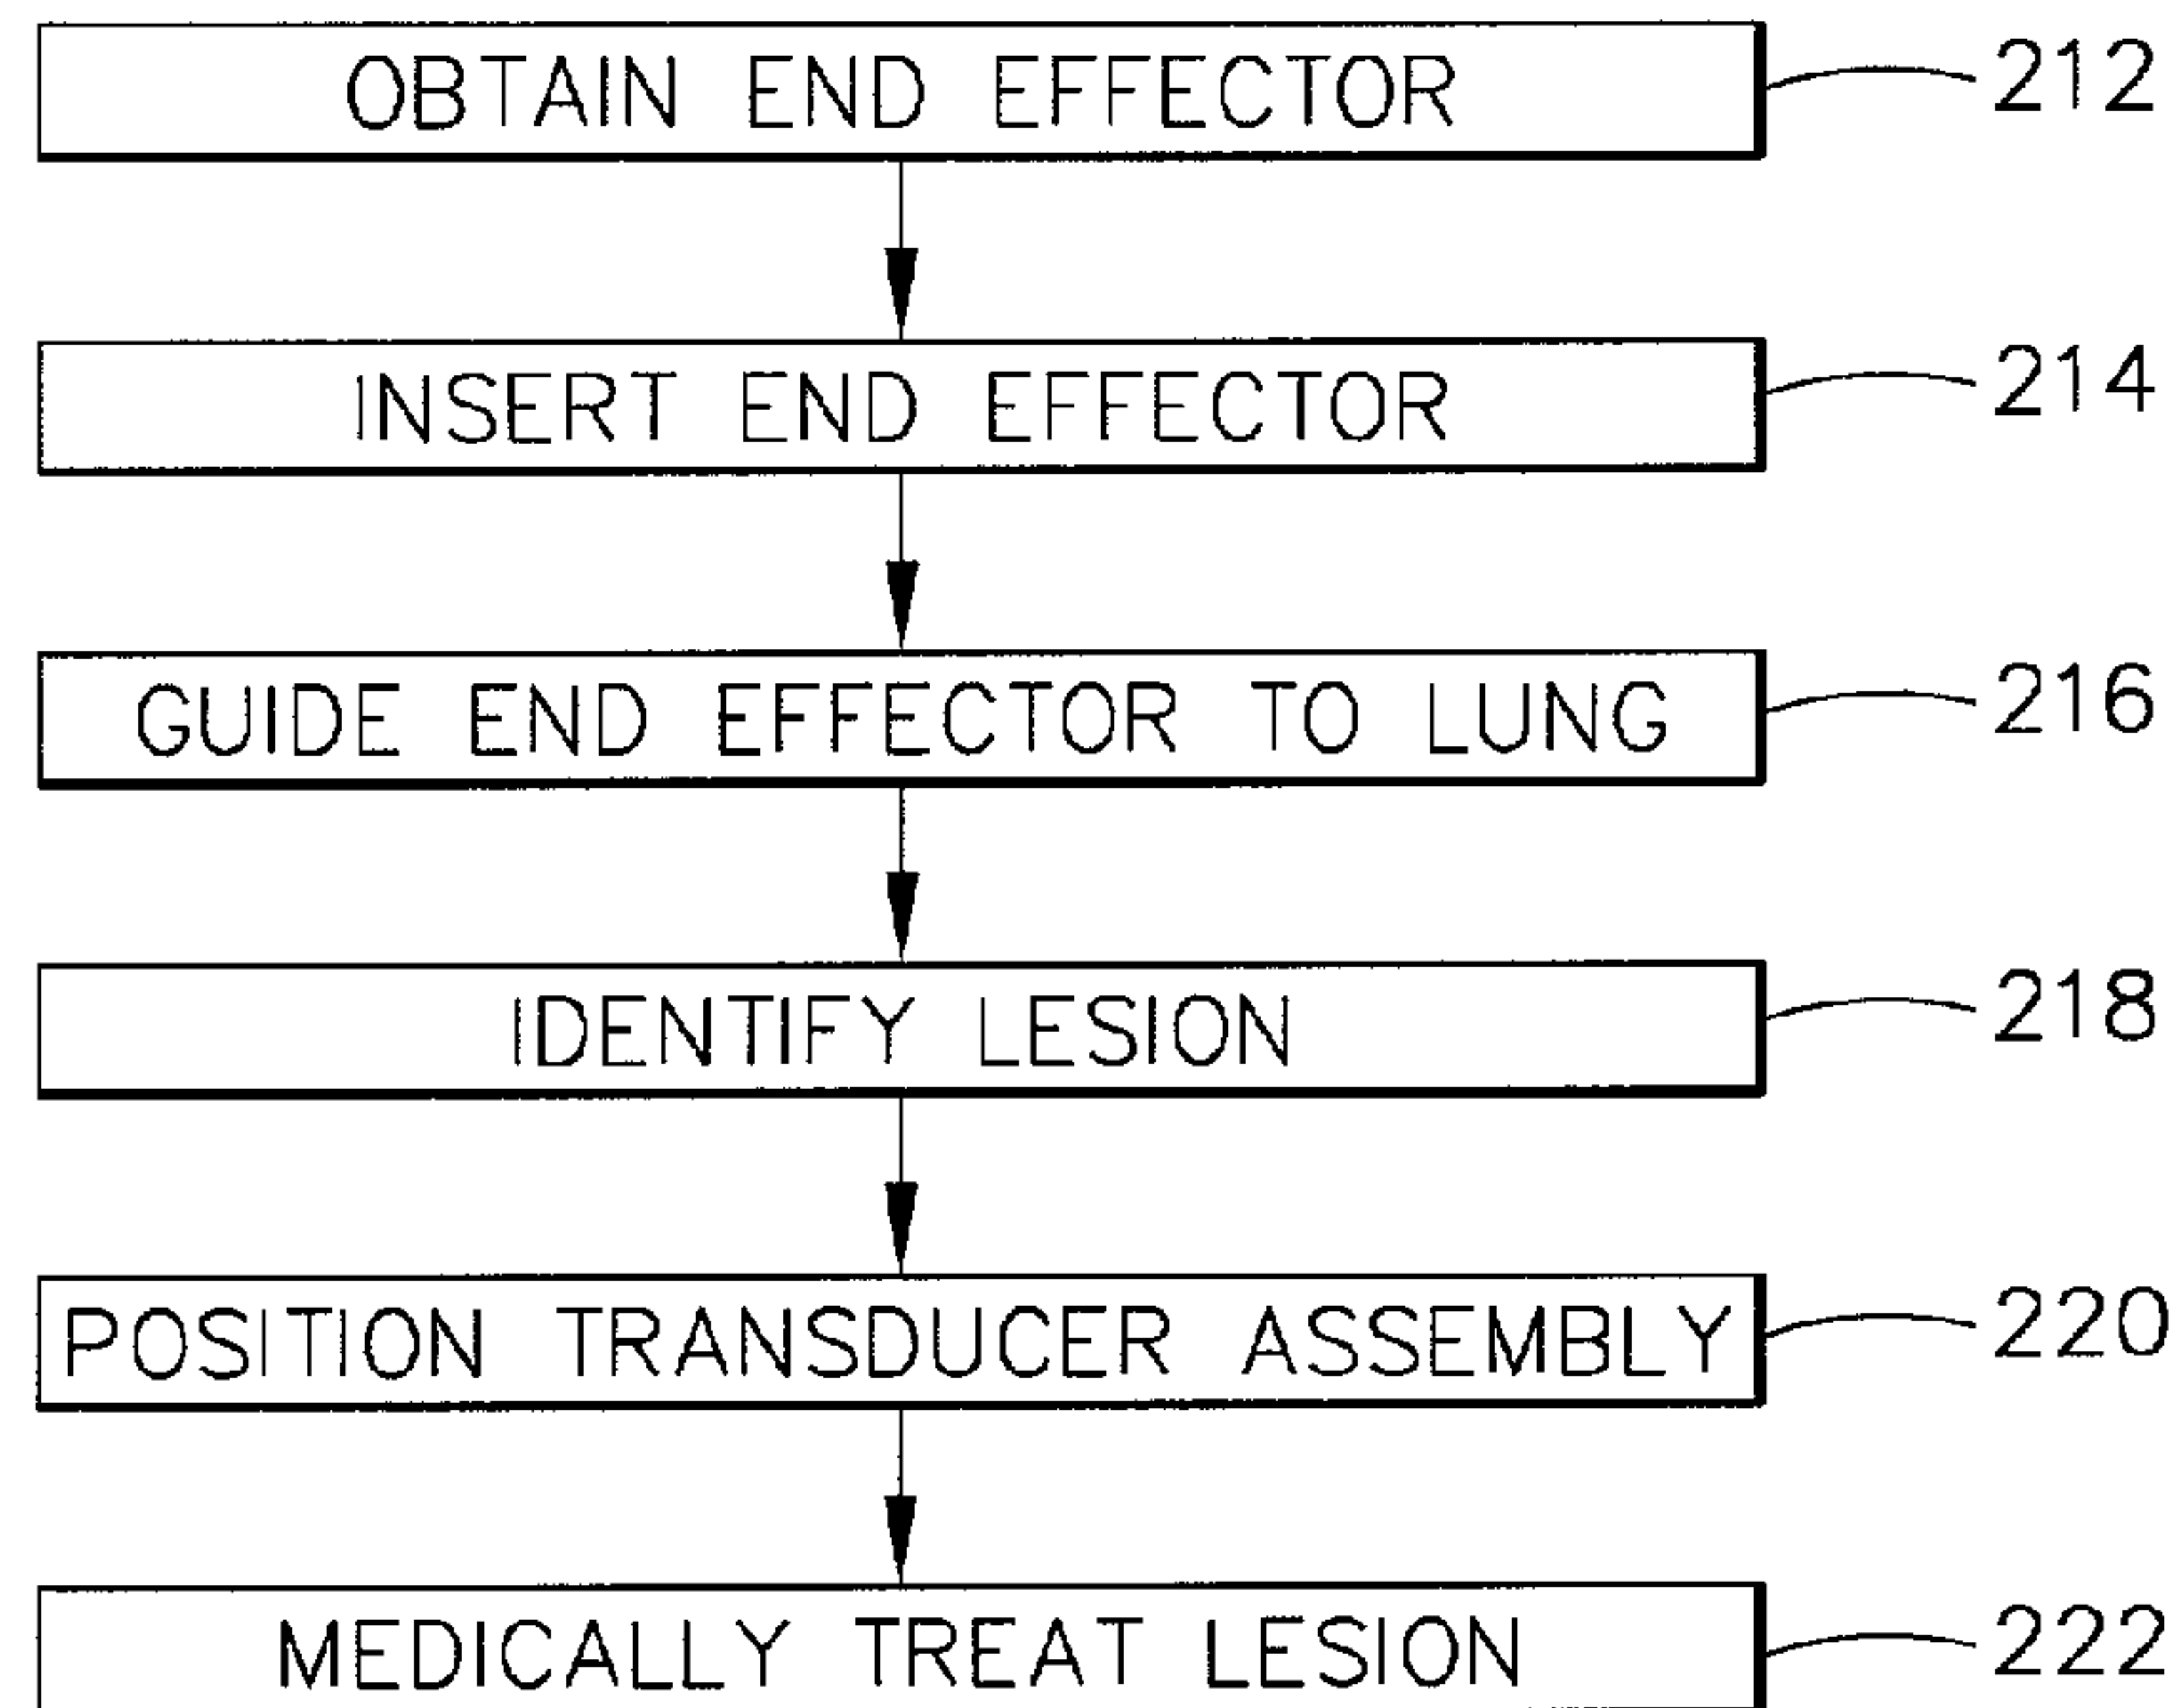 OBTAIN END EFFECTOR 212
INSERT END EFFECTOR 214
GUIDE END EFFECTOR TO LUNG 216
IDENTIFY LESION 218
POSITION TRANSDUCER ASSEMBLY 220
MEDICALLY TREAT LESION 222